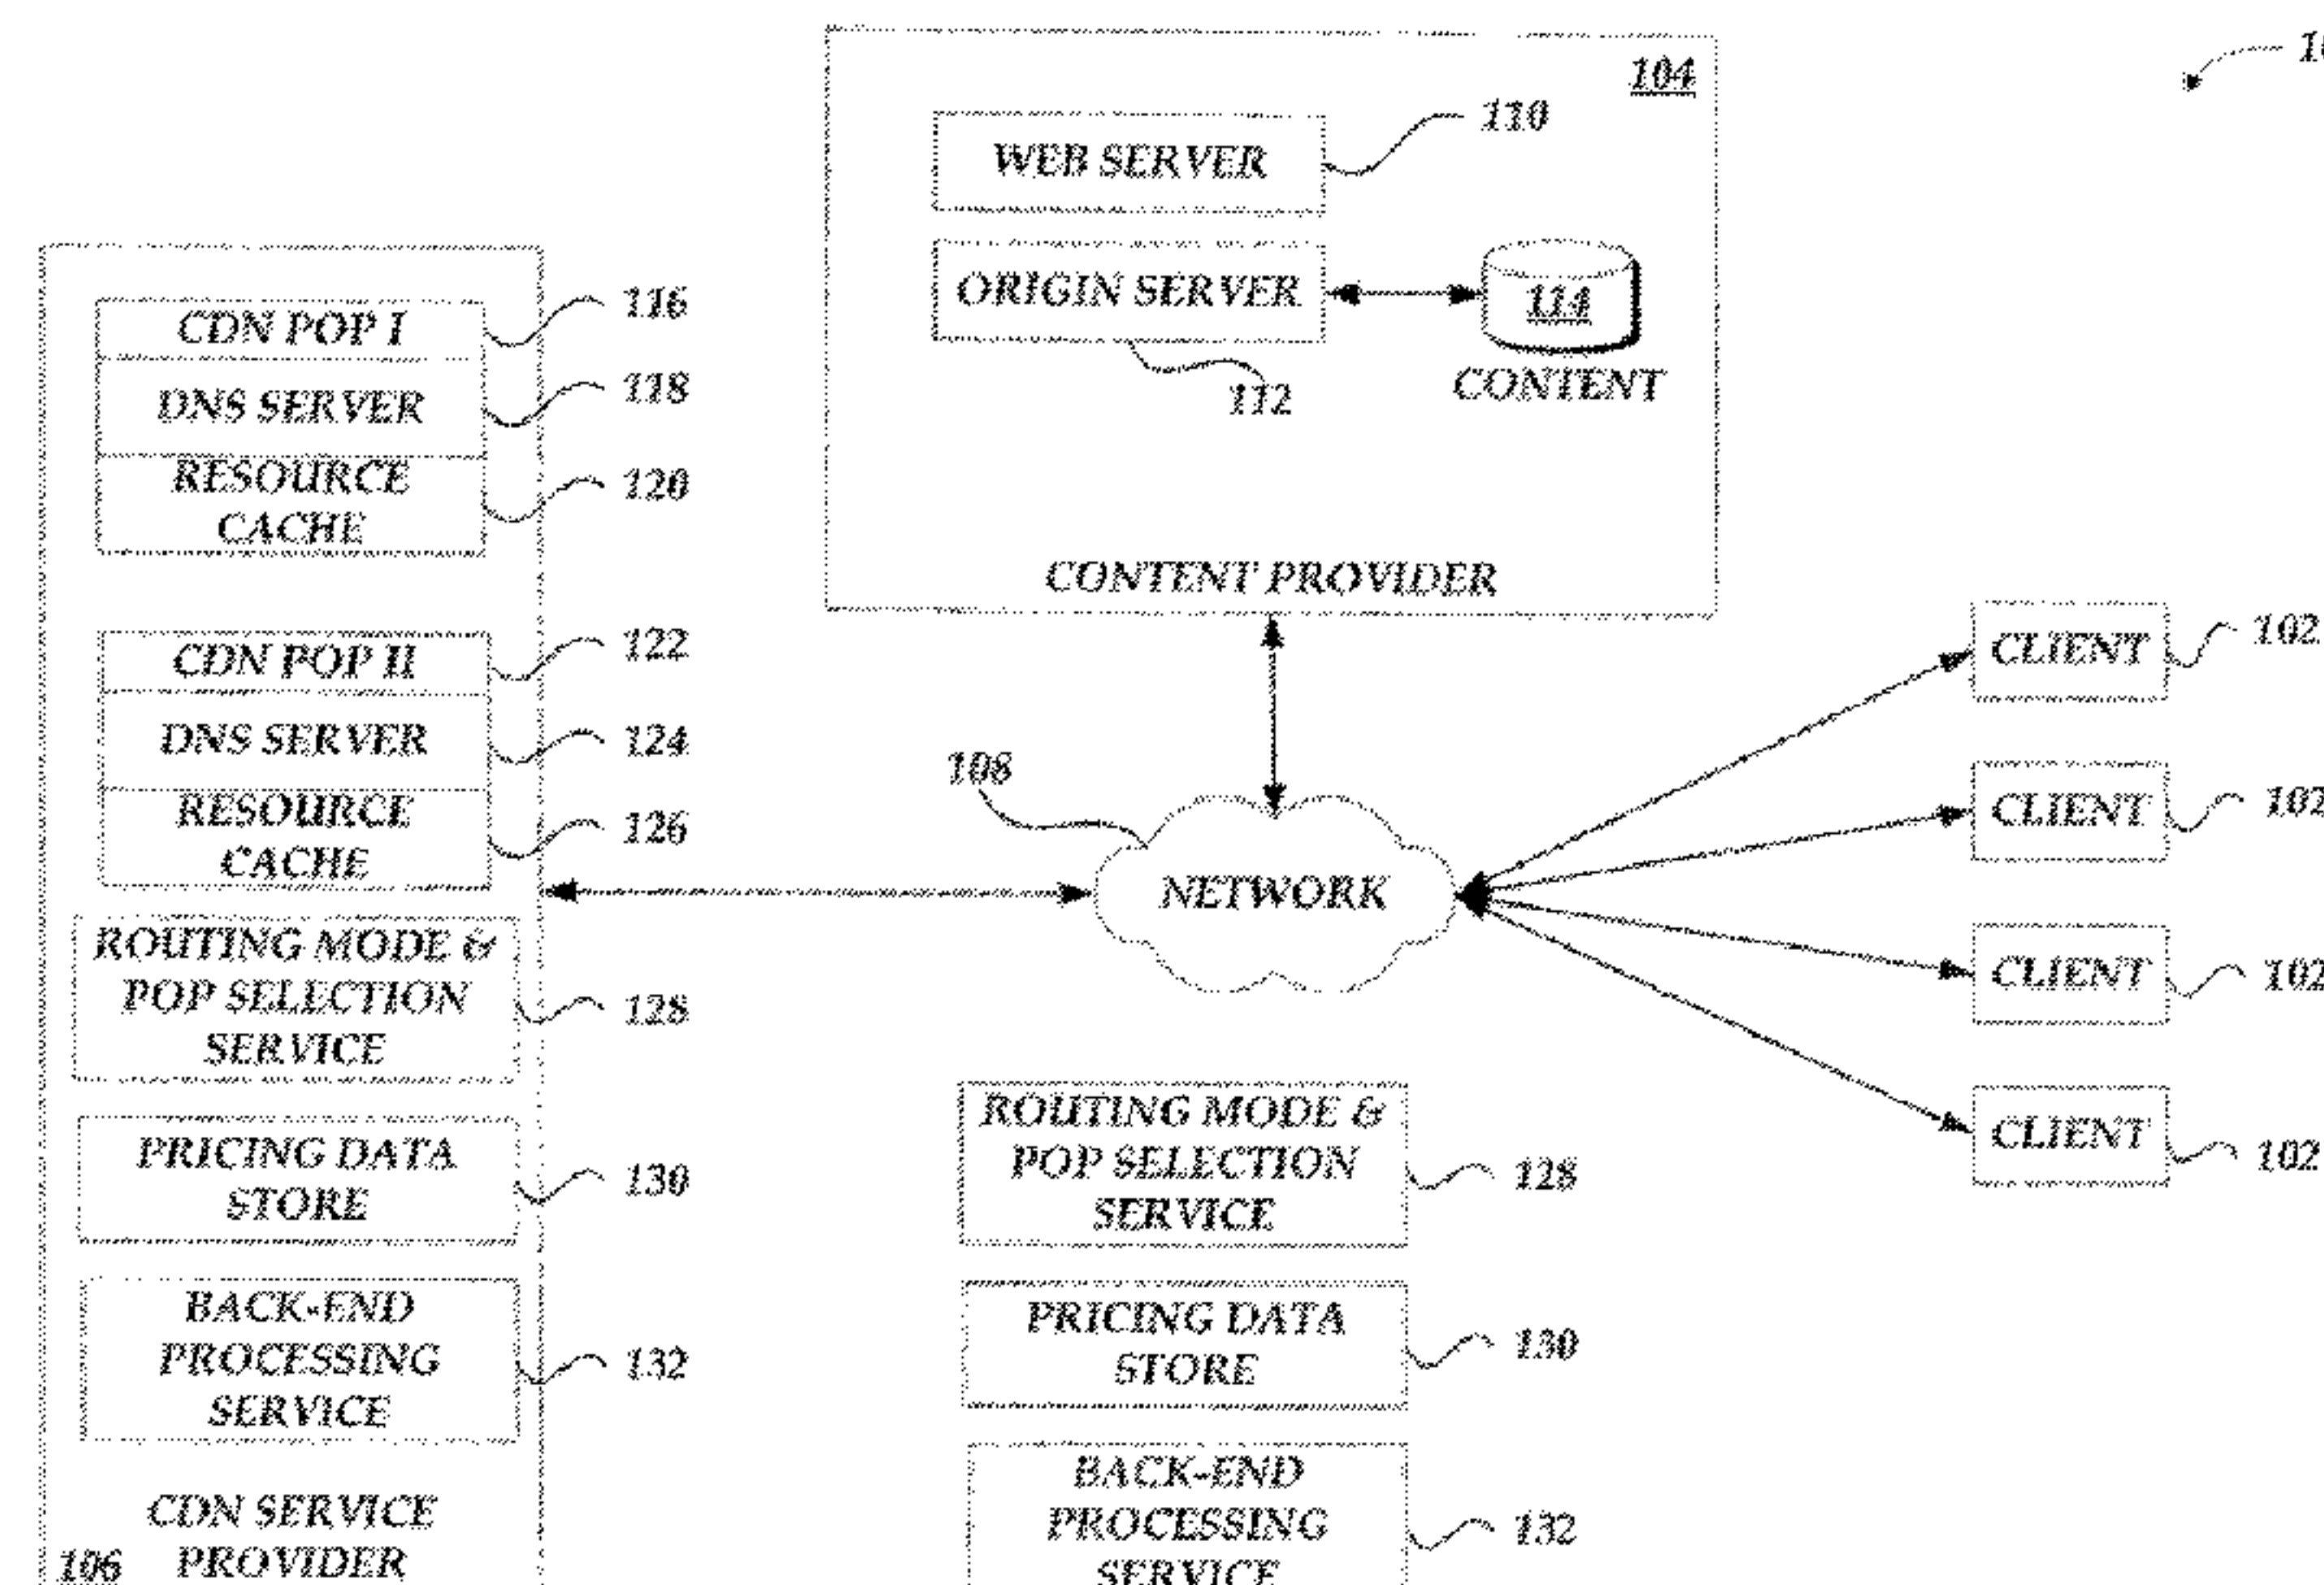 104
110
WEB SERVER
ORIGIN SERVER
114
CONTENT
112
CONTENT PROVIDER
CDN POP I
116
DNS SERVER
118
RESOURCE
CACHE
120
CDN POP II
122
DNS SERVER
124
RESOURCE
CACHE
126
ROUTING MODE &
POP SELECTION
SERVICE
128
PRICING DATA
STORE
130
BACK-END
PROCESSING
SERVICE
132
CDN SERVICE
PROVIDER
106
108
NETWORK
CLIENT
102
CLIENT
102
CLIENT
102
CLIENT
102
ROUTING MODE &
POP SELECTION
SERVICE
128
PRICING DATA
STORE
130
BACK-END
PROCESSING
SERVICE
132